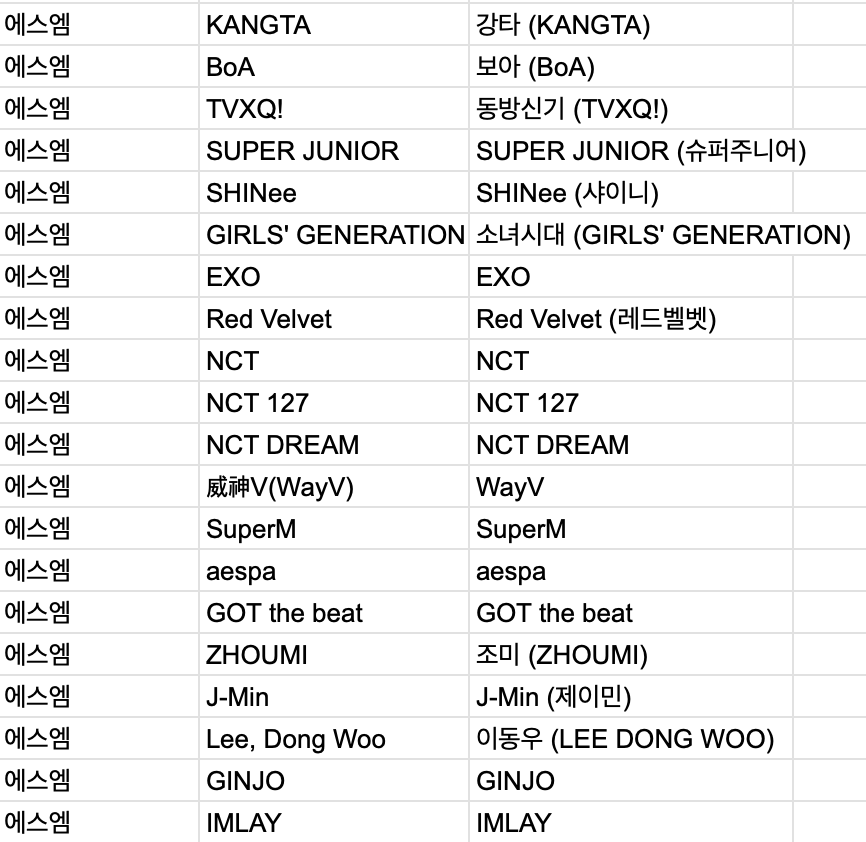 에스엠 KANGTA 강타 (KANGTA)
에스엠 BoA 보아 (BoA)
에스엠 TVXQ! 동방신기 (TVXQ!)
에스엠 SUPER JUNIOR SUPER JUNIOR (슈퍼주니어)
에스엠 SHINee SHINee (샤이니)
에스엠 GIRLS' GENERATION 소녀시대 (GIRLS' GENERATION)
에스엠 EXO EXO
에스엠 Red Velvet Red Velvet (레드벨벳)
에스엠 NCT NCT
에스엠 NCT 127 NCT 127
에스엠 NCT DREAM NCT DREAM
에스엠 威神V(WayV) WayV
에스엠 SuperM SuperM
에스엠 aespa aespa
에스엠 GOT the beat GOT the beat
에스엠 ZHOUMI 조미 (ZHOUMI)
에스엠 J-Min J-Min (제이민)
에스엠 Lee, Dong Woo 이동우 (LEE DONG WOO)
에스엠 GINJO GINJO
에스엠 IMLAY IMLAY